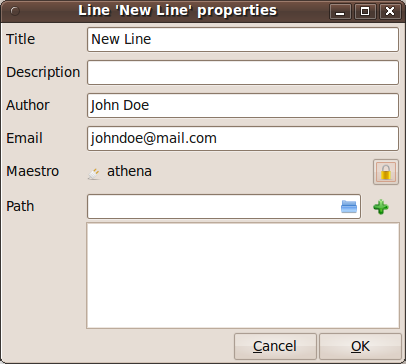 Line 'New Line' properties
Title New Line
Description
Author John Doe
Email johndoe@mail.com
Maestro athena
Path
Cancel OK